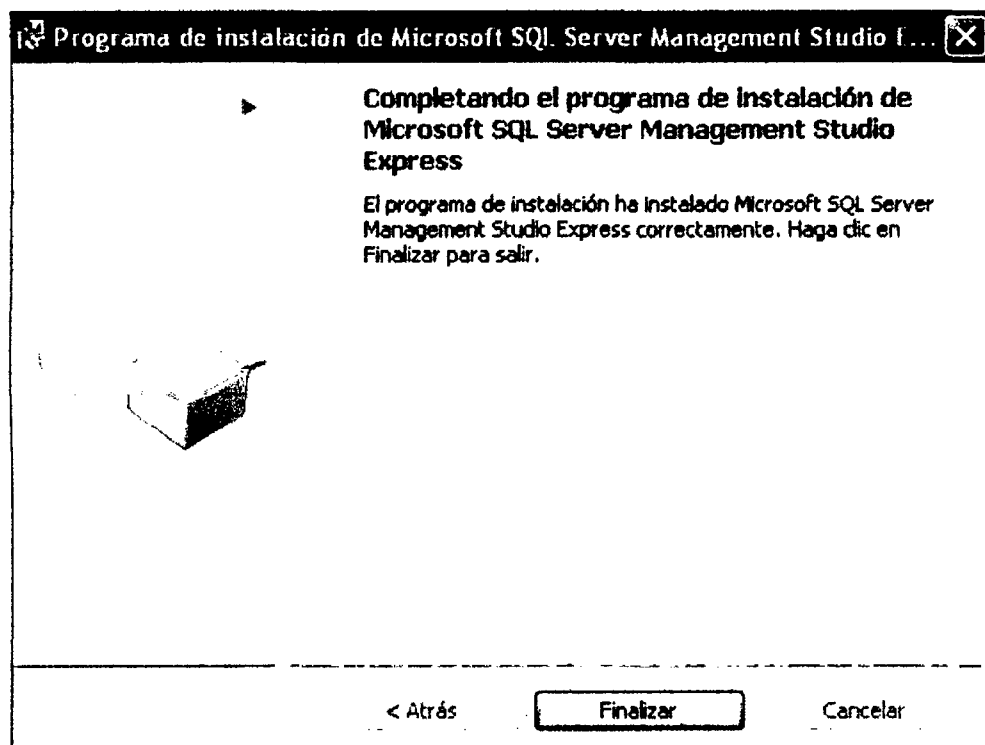 Programa de instalación de Microsoft SQL Server Management Studio E...
Completando el programa de instalación de
Microsoft SQL Server Management Studio
Express
El programa de instalación ha instalado Microsoft SQL Server
Management Studio Express correctamente. Haga clic en
Finalizar para salir.
< Atrás
Finalizar
Cancelar